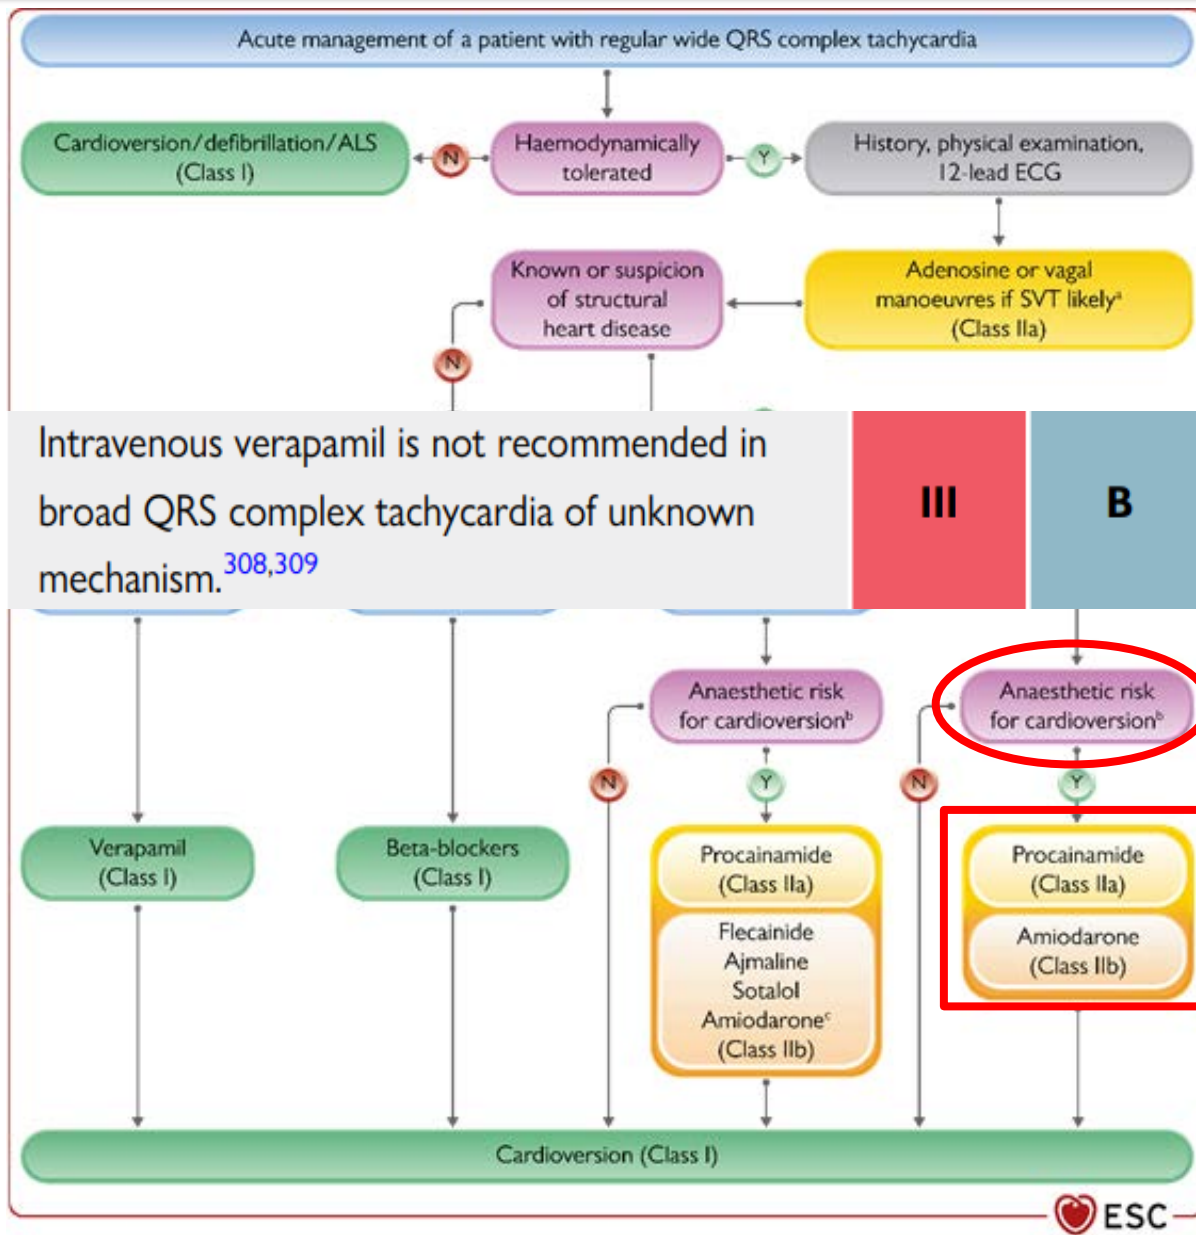 Acute management of a patient with regular wide QRS complex tachycardia
Cardioversion/defibrillation/ALS
(Class I)
N
Haemodynamically
tolerated
Y
History, physical examination,
12-lead ECG
Known or suspicion
of structural
heart disease
Adenosine or vagal
manoeuvres if SVT likelyᵃ
(Class IIa)
N
Intravenous verapamil is not recommended in
broad QRS complex tachycardia of unknown
mechanism.308,309
III
B
Anaesthetic risk
for cardioversionᵇ
Anaesthetic risk
for cardioversionᵇ
N
Y
N
Y
Verapamil
(Class I)
Beta-blockers
(Class I)
Procainamide
(Class IIa)
Flecainide
Ajmaline
Sotalol
Amiodaroneᶜ
(Class IIb)
Procainamide
(Class IIa)
Amiodarone
(Class IIb)
Cardioversion (Class I)
ESC